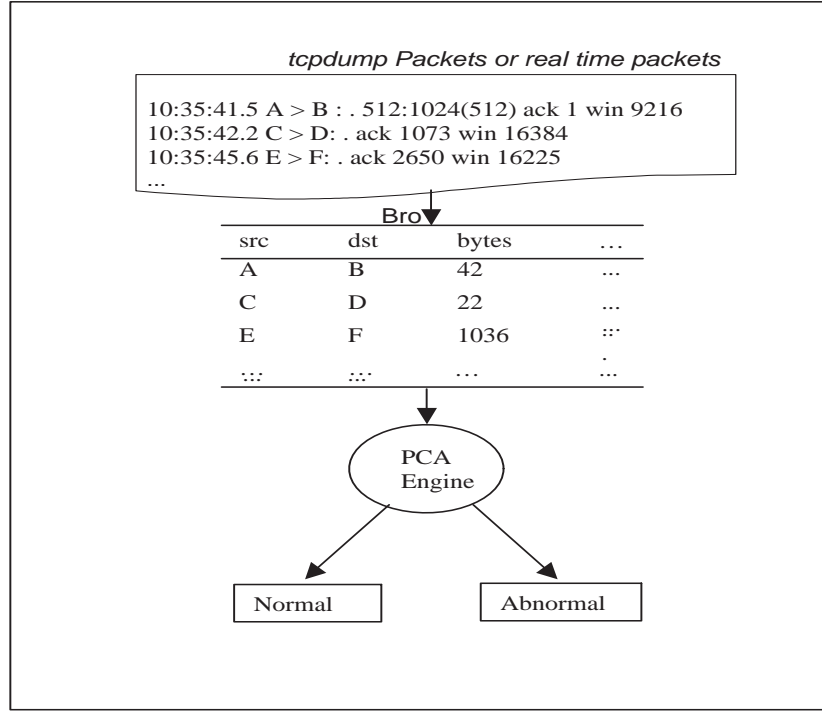 tcpdump Packets or real time packets
10:35:41.5 A > B : . 512:1024(512) ack 1 win 9216
10:35:42.2 C > D: . ack 1073 win 16384
10:35:45.6 E > F: . ack 2650 win 16225
...
Bro
src dst bytes …
A B 42 ...
C D 22 ...
E F 1036 ::·
.
.:.: .:.· … ...
PCA
Engine
Normal Abnormal